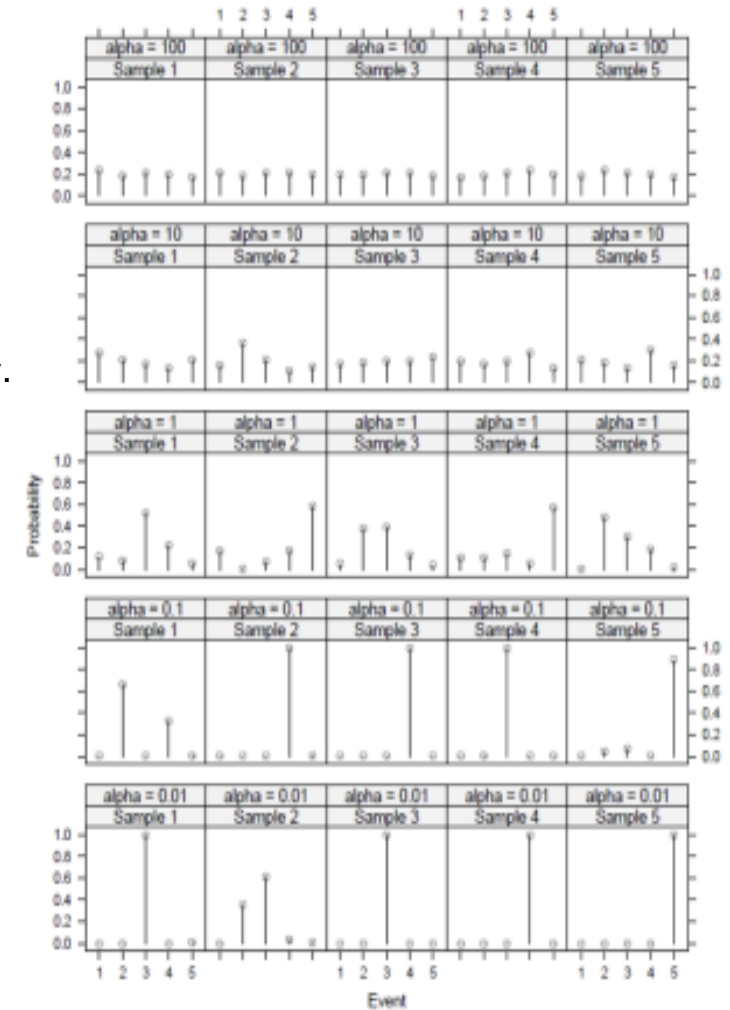 1 2 3 4 5 1 2 3 4 5
alpha = 100 alpha = 100 alpha = 100 alpha = 100 alpha = 100
Sample 1 Sample 2 Sample 3 Sample 4 Sample 5
1.0
0.8
0.6
0.4
0.2
0.0
alpha = 10 alpha = 10 alpha = 10 alpha = 10 alpha = 10
Sample 1 Sample 2 Sample 3 Sample 4 Sample 5
1.0
0.8
0.6
0.4
0.2
0.0
.
alpha = 1 alpha = 1 alpha = 1 alpha = 1 alpha = 1
Sample 1 Sample 2 Sample 3 Sample 4 Sample 5
Probability
1.0
0.8
0.6
0.4
0.2
0.0
alpha = 0.1 alpha = 0.1 alpha = 0.1 alpha = 0.1 alpha = 0.1
Sample 1 Sample 2 Sample 3 Sample 4 Sample 5
1.0
0.8
0.6
0.4
0.2
0.0
alpha = 0.01 alpha = 0.01 alpha = 0.01 alpha = 0.01 alpha = 0.01
Sample 1 Sample 2 Sample 3 Sample 4 Sample 5
1.0
0.8
0.6
0.4
0.2
0.0
1 2 3 4 5 1 2 3 4 5 1 2 3 4 5
Event